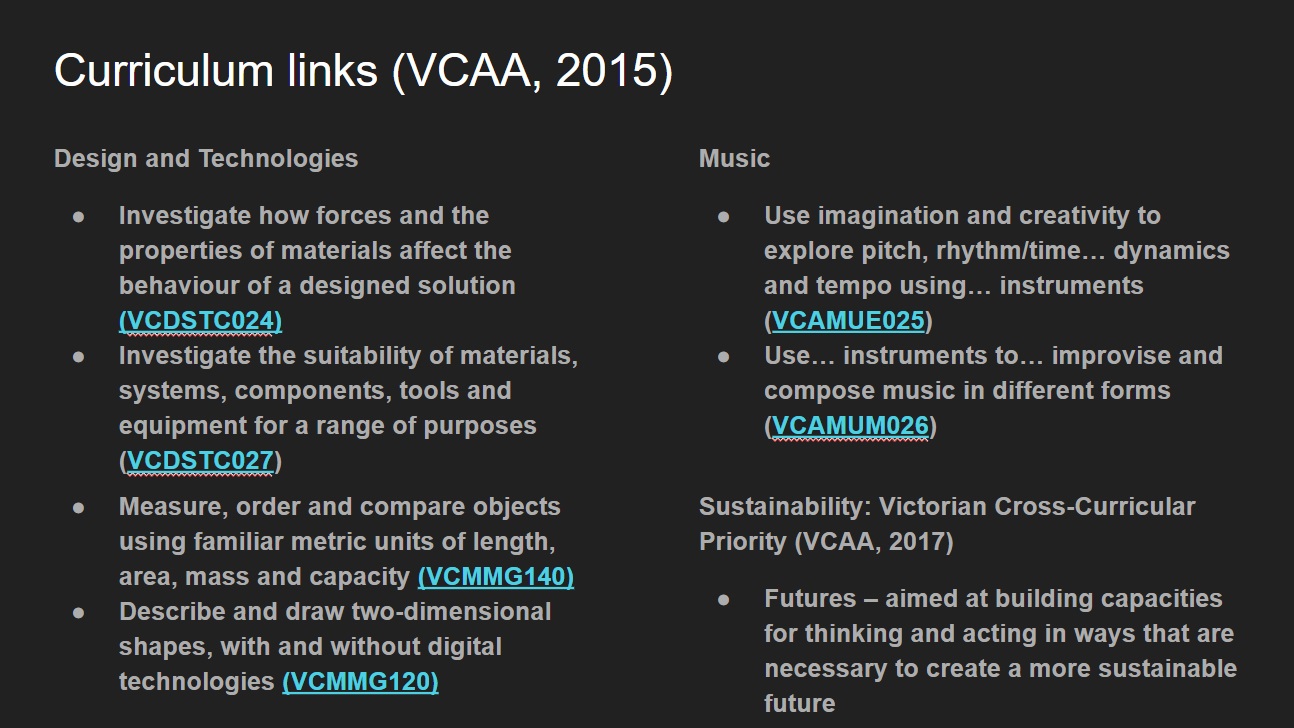 Curriculum links (VCAA, 2015)
Design and Technologies
● Investigate how forces and the
properties of materials affect the
behaviour of a designed solution
(VCDSTC024)
● Investigate the suitability of materials,
systems, components, tools and
equipment for a range of purposes
(VCDSTC027)
● Measure, order and compare objects
using familiar metric units of length,
area, mass and capacity (VCMMG140)
● Describe and draw two-dimensional
shapes, with and without digital
technologies (VCMMG120)
Music
● Use imagination and creativity to
explore pitch, rhythm/time… dynamics
and tempo using… instruments
(VCAMUE025)
● Use… instruments to… improvise and
compose music in different forms
(VCAMUM026)
Sustainability: Victorian Cross-Curricular
Priority (VCAA, 2017)
● Futures – aimed at building capacities
for thinking and acting in ways that are
necessary to create a more sustainable
future